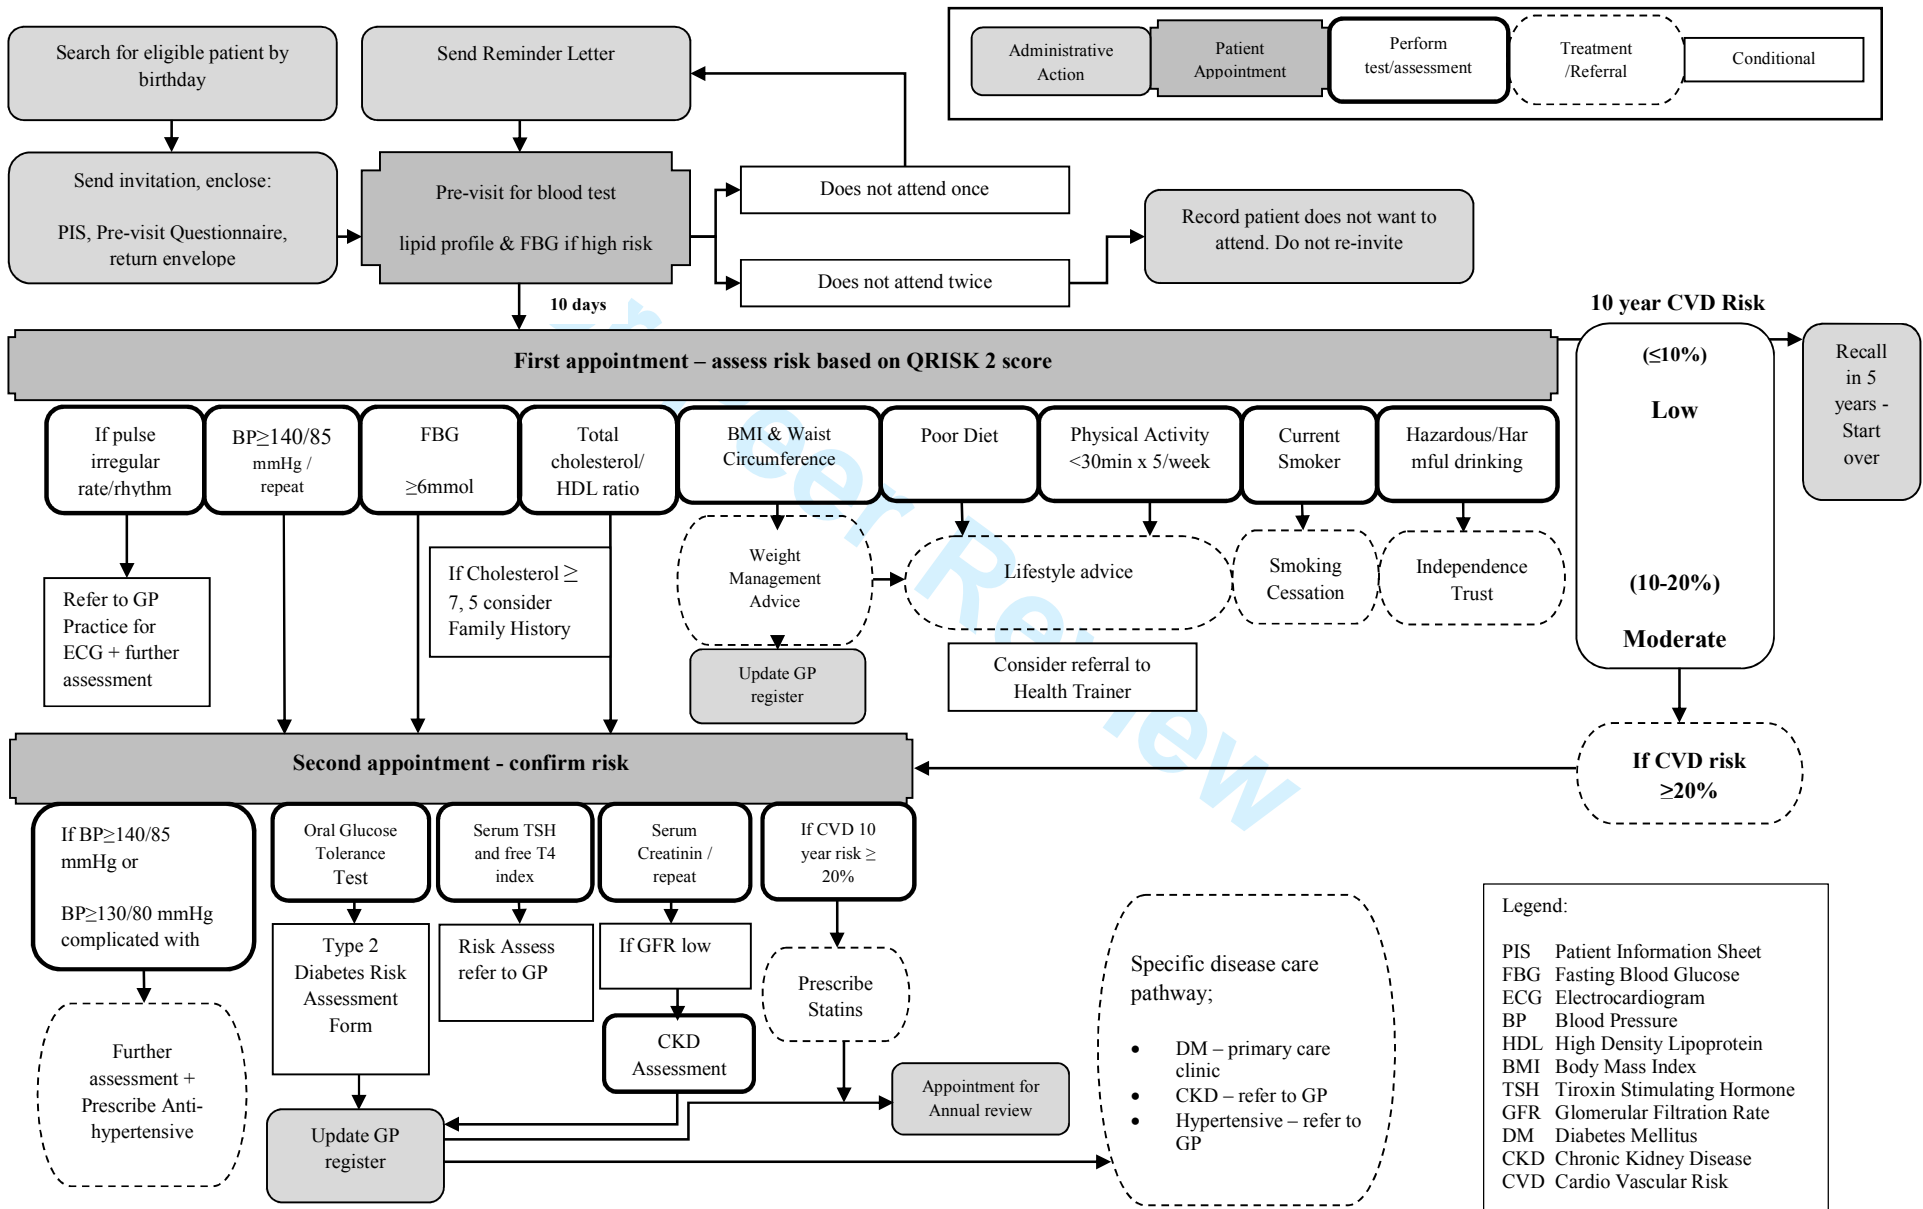 Search for eligible patient by
birthday
Send Reminder Letter
Administrative
Action
Patient
Appointment
Perform
test/assessment
Treatment
/Referral
Conditional
Send invitation, enclose:
PIS, Pre-visit Questionnaire,
return envelope
Pre-visit for blood test
lipid profile & FBG if high risk
Does not attend once
Does not attend twice
Record patient does not want to
attend. Do not re-invite
10 days
10 year CVD Risk
First appointment – assess risk based on QRISK 2 score
(≤10%)
Low
(10-20%)
Moderate
Recall
in 5
years -
Start
over
If pulse
irregular
rate/rhythm
BP≥140/85
mmHg /
repeat
FBG
≥6mmol
Total
cholesterol/
HDL ratio
BMI & Waist
Circumference
Poor Diet
Physical Activity
<30min x 5/week
Current
Smoker
Hazardous/Har
mful drinking
Refer to GP
Practice for
ECG + further
assessment
If Cholesterol ≥
7, 5 consider
Family History
Weight
Management
Advice
Lifestyle advice
Smoking
Cessation
Independence
Trust
Update GP
register
Consider referral to
Health Trainer
If CVD risk
≥20%
Second appointment - confirm risk
If BP≥140/85
mmHg or
BP≥130/80 mmHg
complicated with
Oral Glucose
Tolerance
Test
Serum TSH
and free T4
index
Serum
Creatinin /
repeat
If CVD 10
year risk ≥
20%
Further
assessment +
Prescribe Anti-
hypertensive
Type 2
Diabetes Risk
Assessment
Form
Risk Assess
refer to GP
If GFR low
CKD
Assessment
Prescribe
Statins
Update GP
register
Appointment for
Annual review
Specific disease care
pathway;
• DM – primary care
clinic
• CKD – refer to GP
• Hypertensive – refer to
GP
Legend:
PIS Patient Information Sheet
FBG Fasting Blood Glucose
ECG Electrocardiogram
BP Blood Pressure
HDL High Density Lipoprotein
BMI Body Mass Index
TSH Tiroxin Stimulating Hormone
GFR Glomerular Filtration Rate
DM Diabetes Mellitus
CKD Chronic Kidney Disease
CVD Cardio Vascular Risk